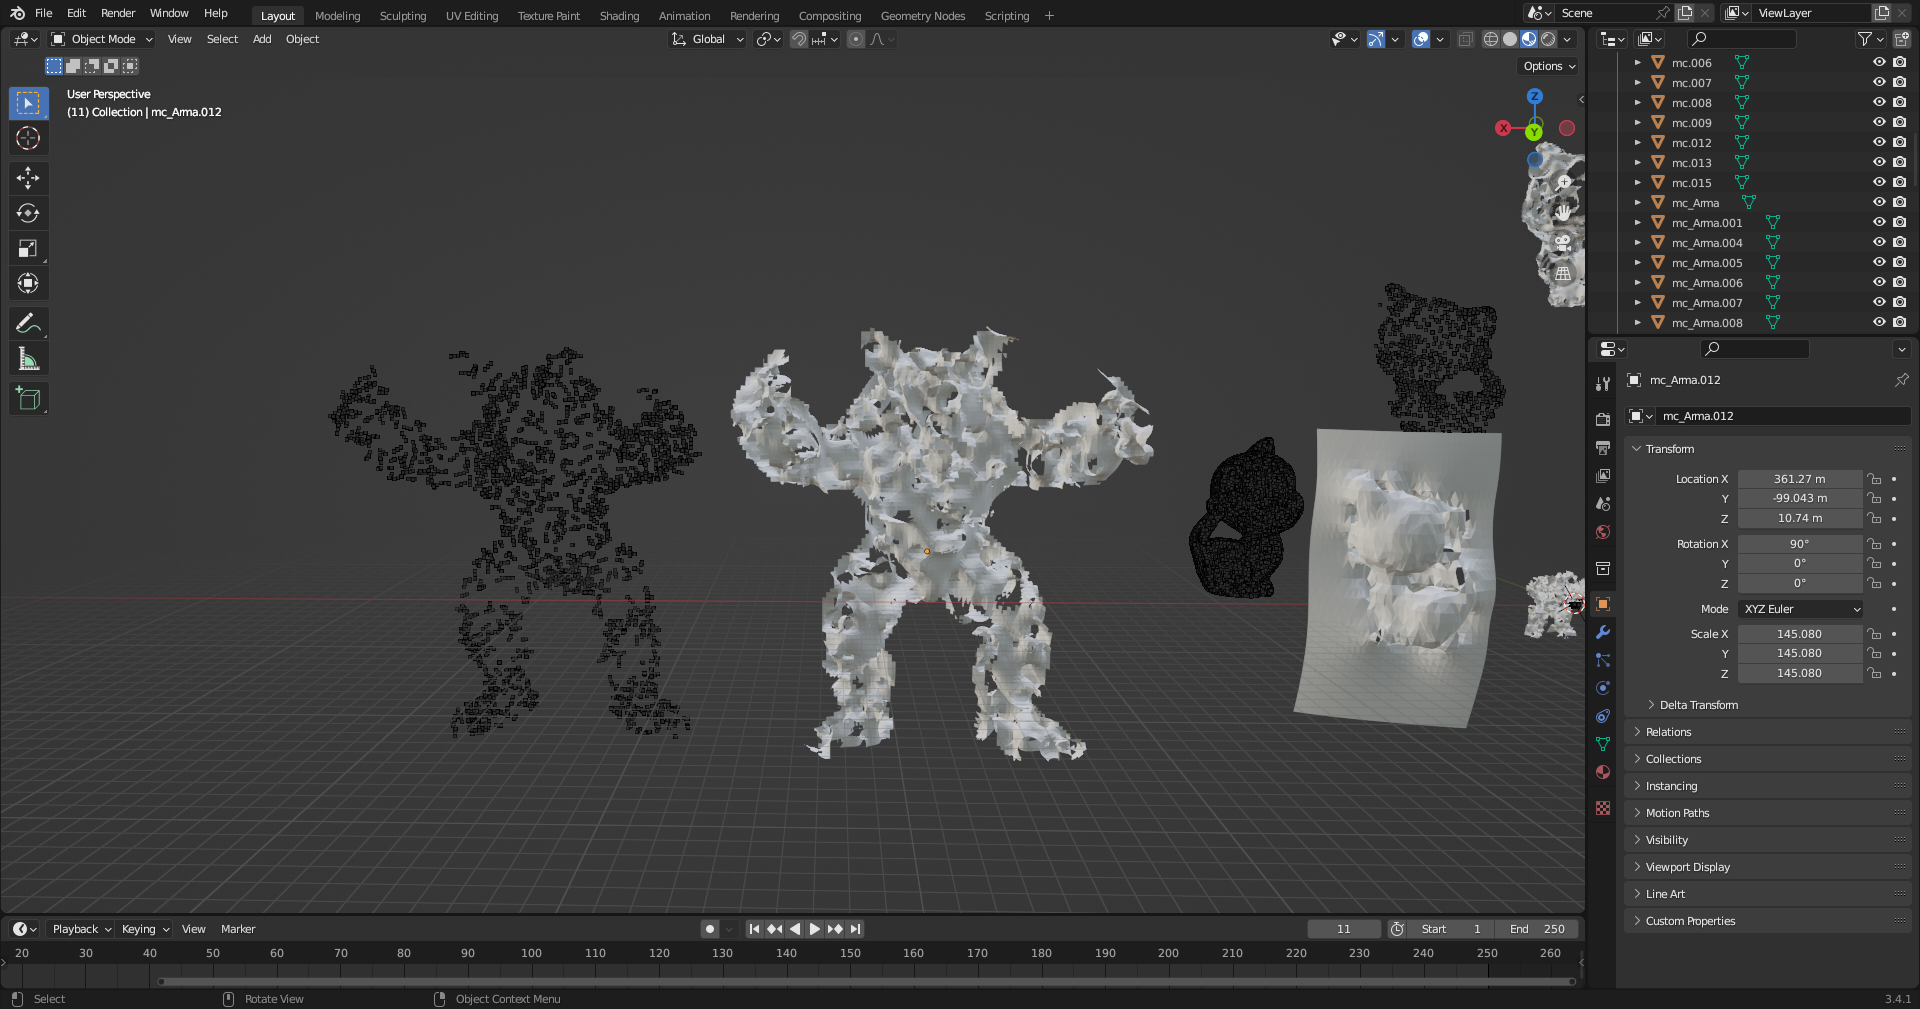 File Edit Render Window Help Layout Modeling Sculpting UV Editing Texture Paint Shading Animation Rendering Compositing Geometry Nodes Scripting + Scene ViewLayer
Object Mode View Select Add Object Global
Options
User Perspective
(11) Collection | mc_Arma.012
Z
X
Y
mc.006
mc.007
mc.008
mc.009
mc.012
mc.013
mc.015
mc_Arma
mc_Arma.001
mc_Arma.004
mc_Arma.005
mc_Arma.006
mc_Arma.007
mc_Arma.008
mc_Arma.012
mc_Arma.012
Transform
Location X 361.27 m
Y -99.043 m
Z 10.74 m
Rotation X 90°
Y 0°
Z 0°
Mode XYZ Euler
Scale X 145.080
Y 145.080
Z 145.080
Delta Transform
Relations
Collections
Instancing
Motion Paths
Visibility
Viewport Display
Line Art
Custom Properties
Playback Keying View Marker 11 Start 1 End 250
20 30 40 50 60 70 80 90 100 110 120 130 140 150 160 170 180 190 200 210 220 230 240 250 260
Select Rotate View Object Context Menu 3.4.1